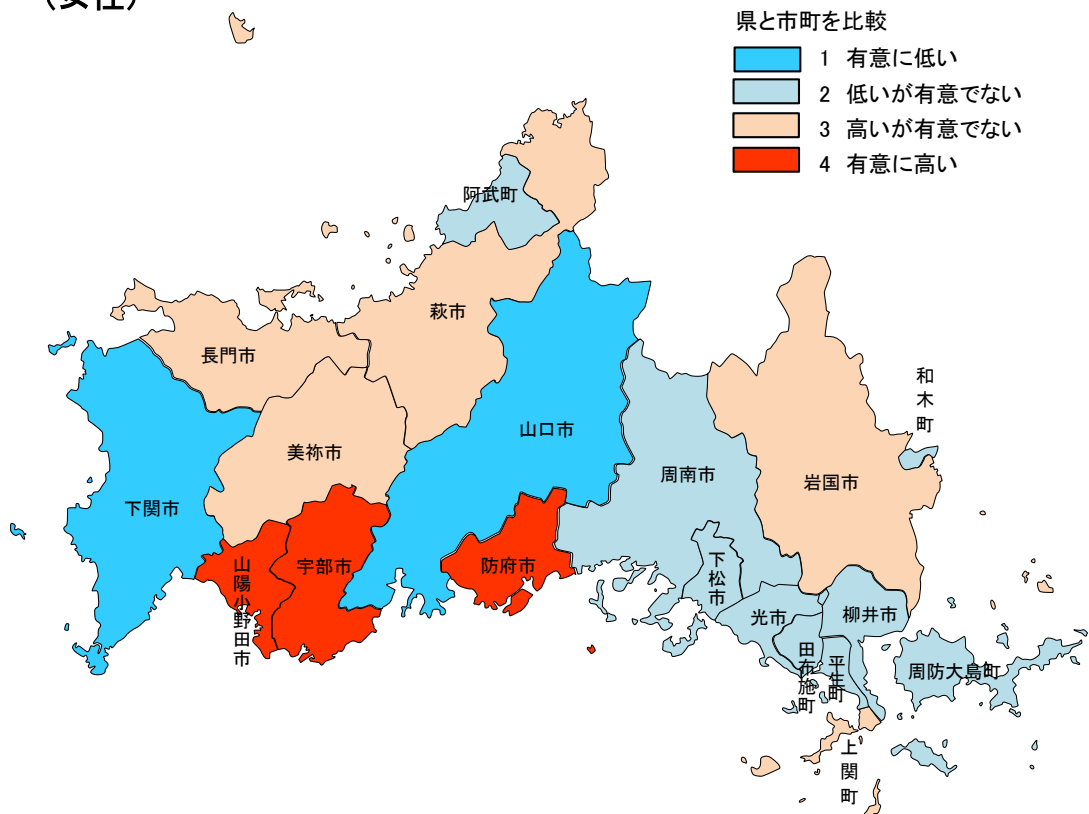 (女性)
県と市町を比較
1 有意に低い
2 低いが有意でない
3 高いが有意でない
4 有意に高い
阿武町
萩市
長門市
和木町
山口市
美祢市
周南市
岩国市
下関市
山陽小野田市
宇部市
防府市
下松市
光市
柳井市
田布施町
平生町
周防大島町
上関町